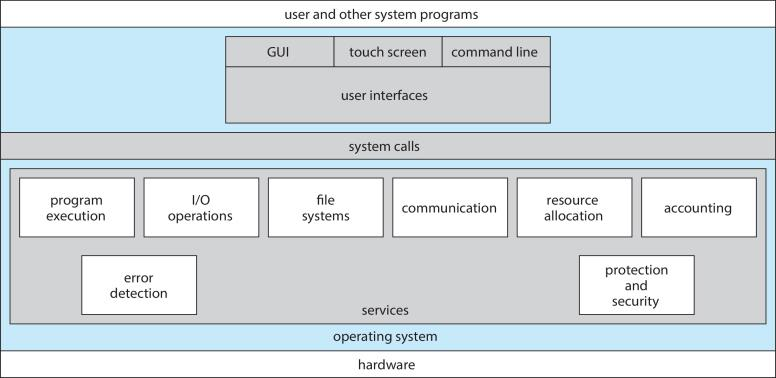 user and other system programs
GUI
touch screen
command line
user interfaces
system calls
program
execution
I/O
operations
file
systems
communication
resource
allocation
accounting
error
detection
protection
and
security
services
operating system
hardware